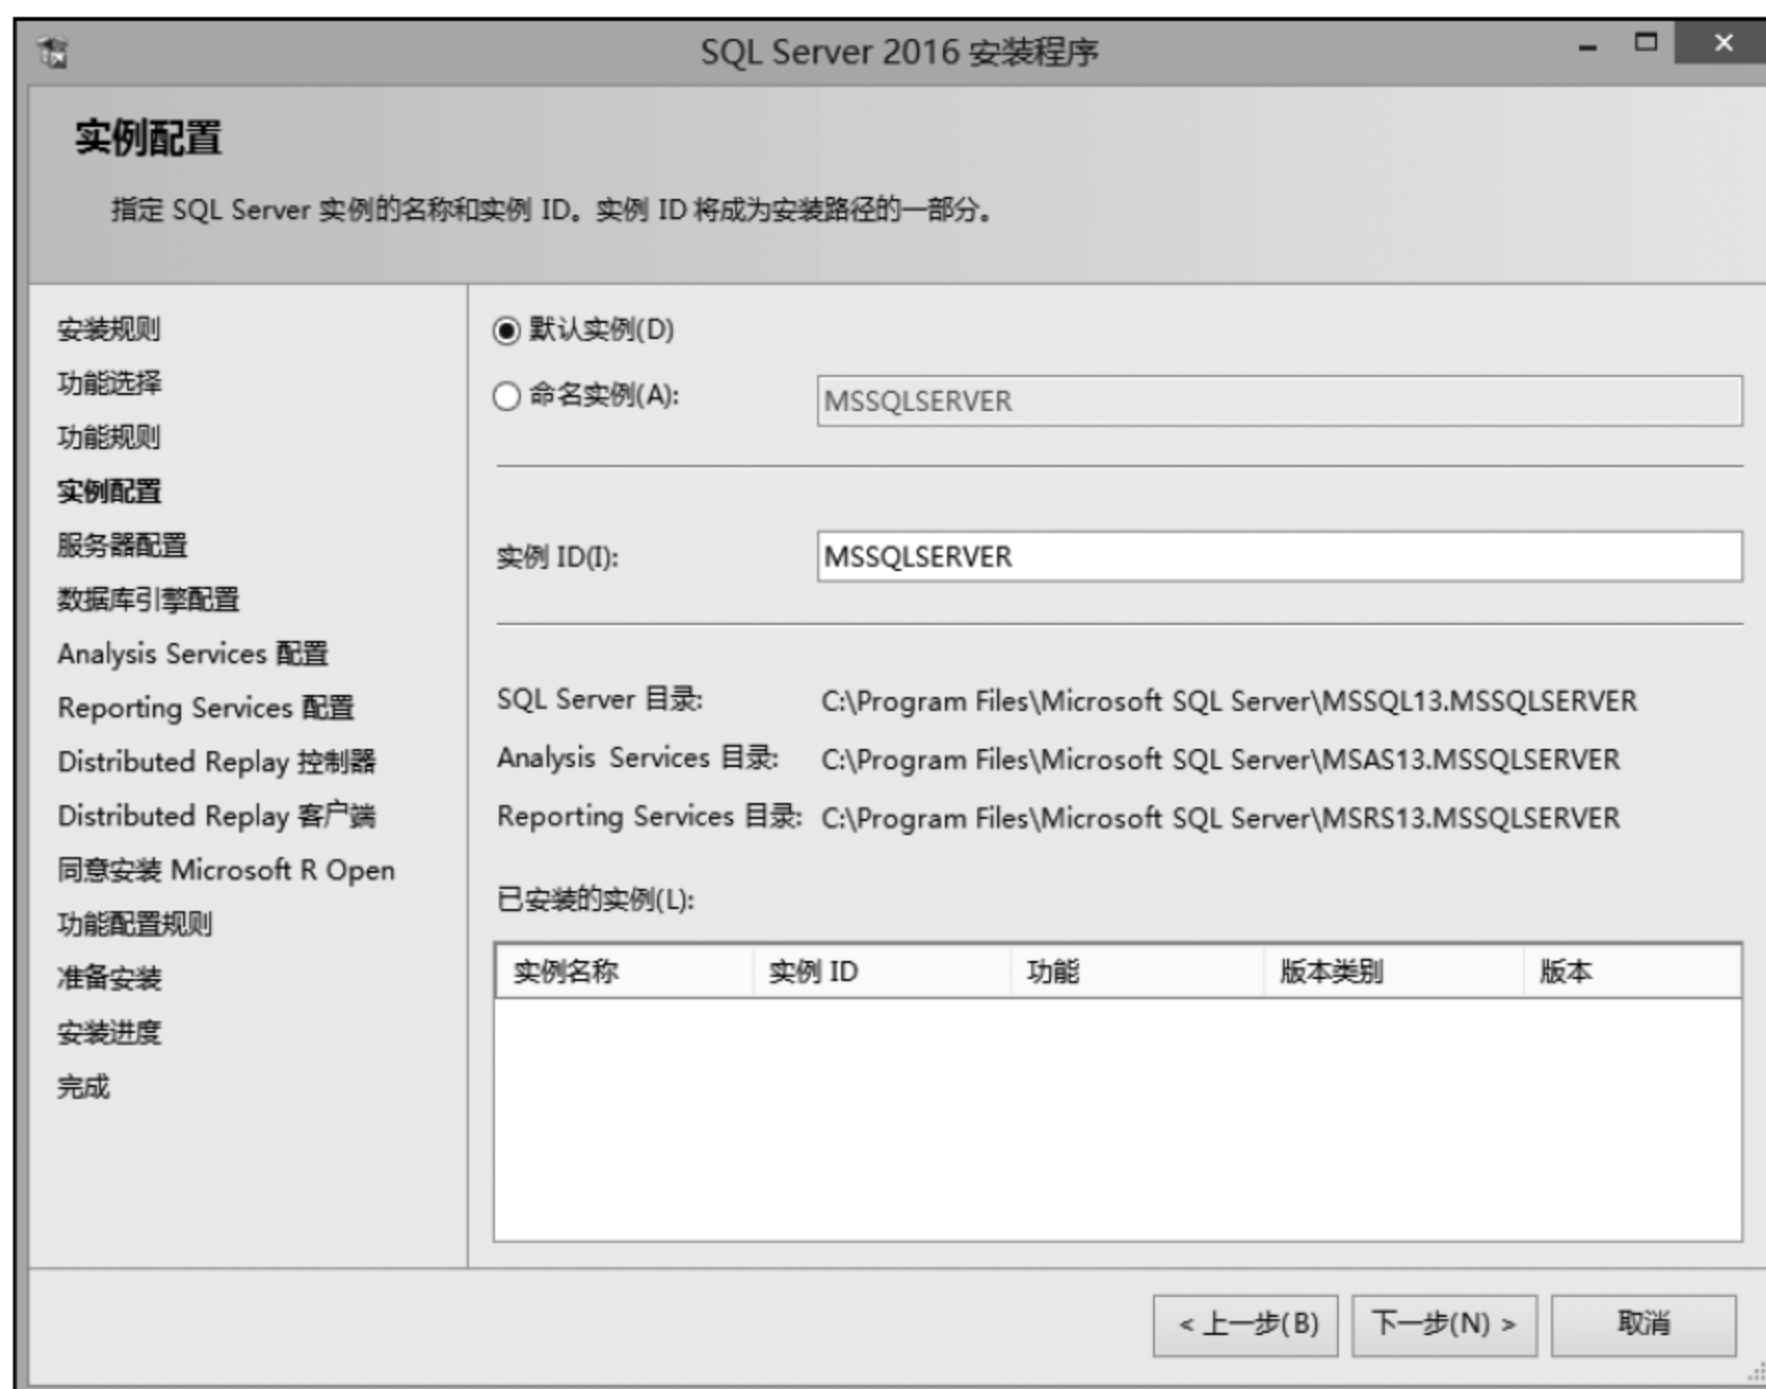 SQL Server 2016 安装程序
实例配置
指定 SQL Server 实例的名称和实例 ID。实例 ID 将成为安装路径的一部分。
安装规则
功能选择
功能规则
实例配置
服务器配置
数据库引擎配置
Analysis Services 配置
Reporting Services 配置
Distributed Replay 控制器
Distributed Replay 客户端
同意安装 Microsoft R Open
功能配置规则
准备安装
安装进度
完成
默认实例(D)
命名实例(A): MSSQLSERVER
实例 ID(I): MSSQLSERVER
SQL Server 目录: C:\Program Files\Microsoft SQL Server\MSSQL13.MSSQLSERVER
Analysis Services 目录: C:\Program Files\Microsoft SQL Server\MSAS13.MSSQLSERVER
Reporting Services 目录: C:\Program Files\Microsoft SQL Server\MSRS13.MSSQLSERVER
已安装的实例(L):
实例名称 实例 ID 功能 版本类别 版本
< 上一步(B) 下一步(N) > 取消